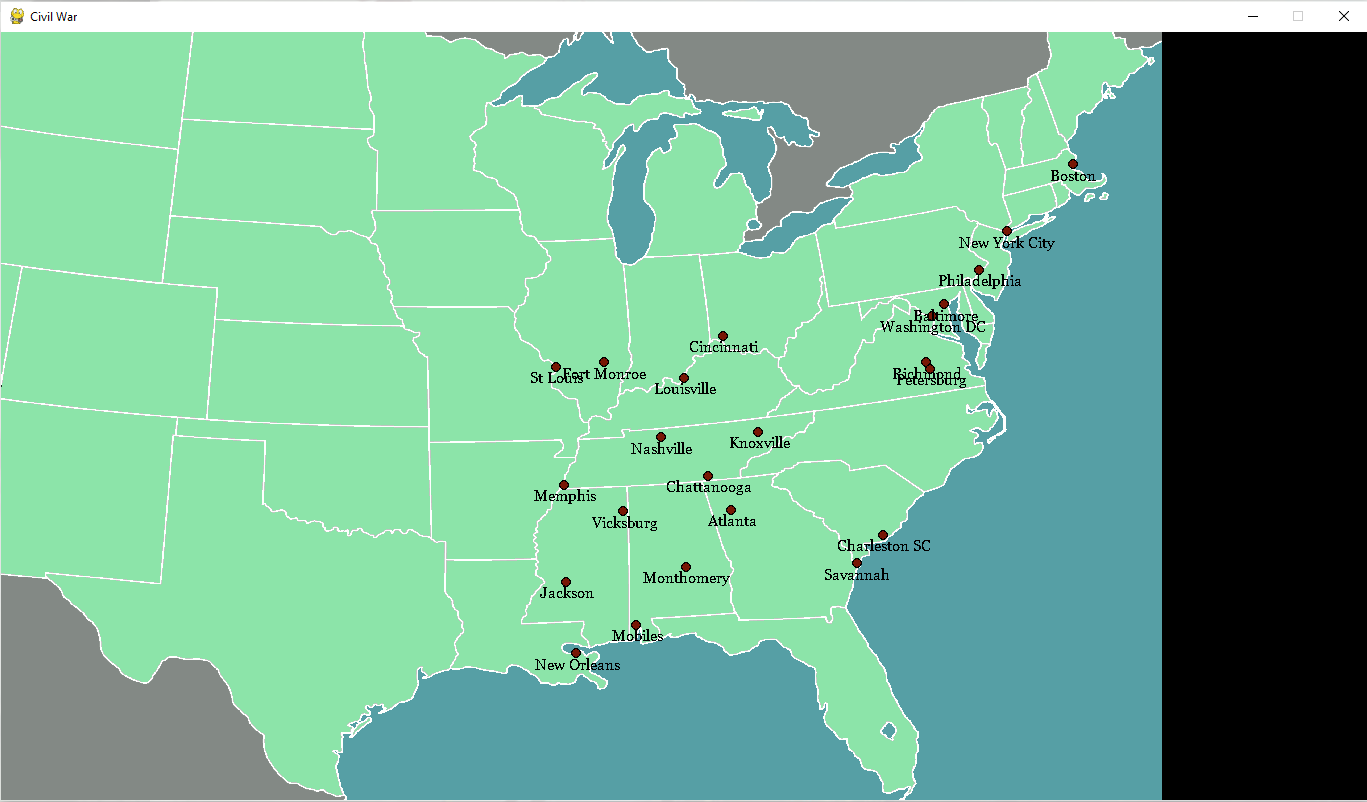 Civil War
Boston
New York City
Philadelphia
Baltimore
Washington DC
Cincinnati
Richmond
Petersburg
St Louis
Fort Monroe
Louisville
Nashville
Knoxville
Chattanooga
Memphis
Vicksburg
Atlanta
Charleston SC
Savannah
Monthomery
Jackson
Mobiles
New Orleans